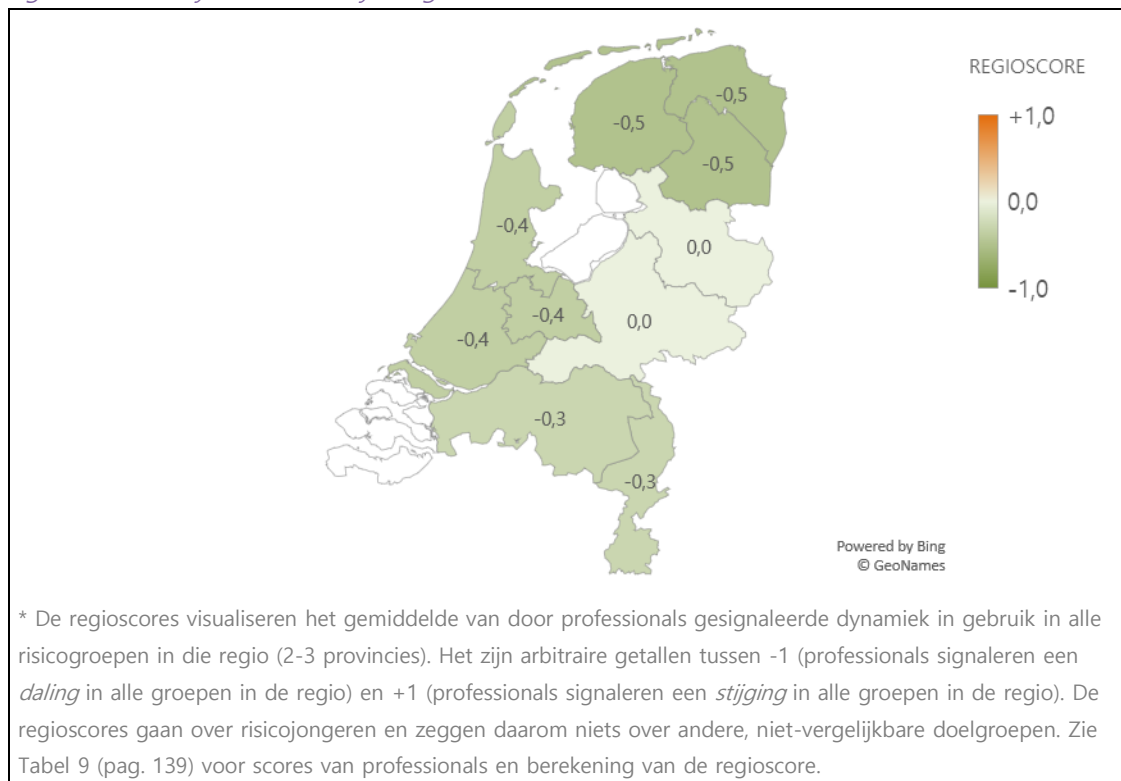 REGIOSCORE
+1,0
0,0
-1,0
-0,5
-0,5
-0,5
-0,4
0,0
-0,4
0,0
-0,4
-0,3
-0,3
Powered by Bing
© GeoNames
* De regioscores visualiseren het gemiddelde van door professionals gesignaleerde dynamiek in gebruik in alle
risicogroepen in die regio (2-3 provincies). Het zijn arbitraire getallen tussen -1 (professionals signaleren een
daling in alle groepen in de regio) en +1 (professionals signaleren een stijging in alle groepen in de regio). De
regioscores gaan over risicojongeren en zeggen daarom niets over andere, niet-vergelijkbare doelgroepen. Zie
Tabel 9 (pag. 139) voor scores van professionals en berekening van de regioscore.